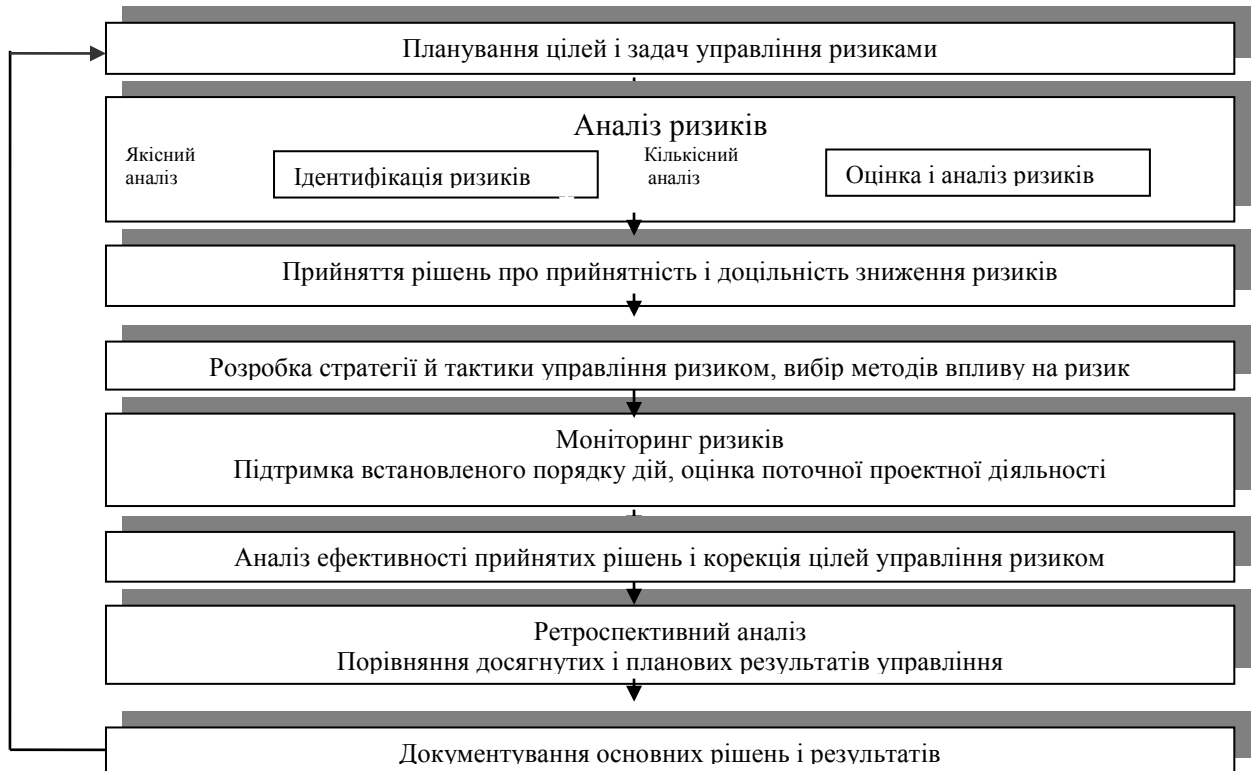 Планування цілей і задач управління ризиками
Аналіз ризиків
Якісний
аналіз
Ідентифікація ризиків
Кількісний
аналіз
Оцінка і аналіз ризиків
Прийняття рішень про прийнятність і доцільність зниження ризиків
Розробка стратегії й тактики управління ризиком, вибір методів впливу на ризик
Моніторинг ризиків
Підтримка встановленого порядку дій, оцінка поточної проектної діяльності
Аналіз ефективності прийнятих рішень і корекція цілей управління ризиком
Ретроспективний аналіз
Порівняння досягнутих і планових результатів управління
Документування основних рішень і результатів